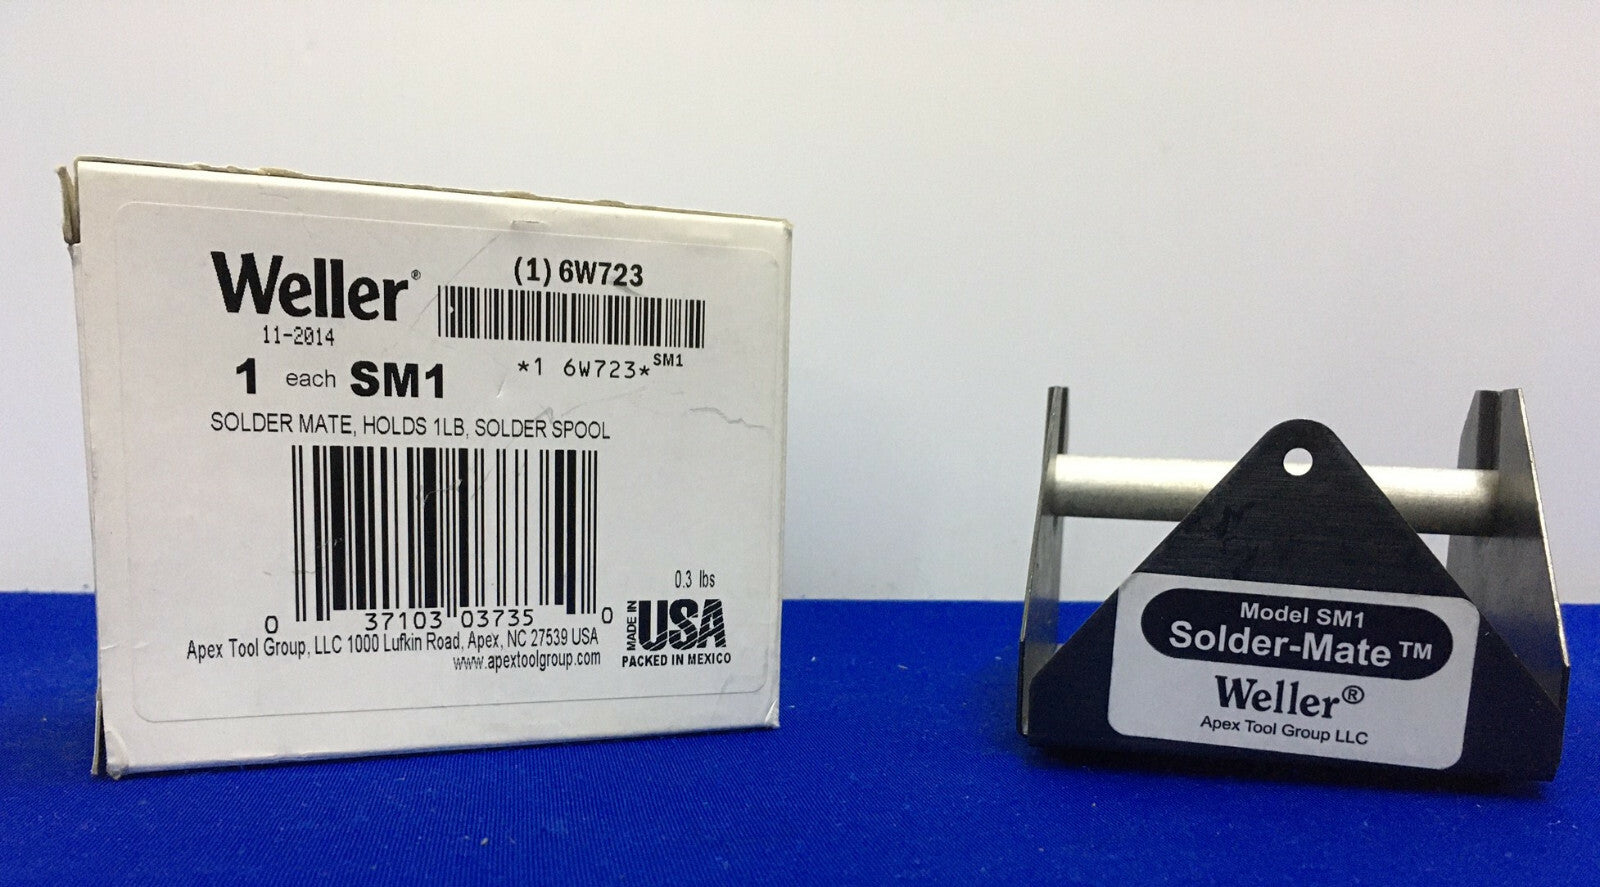 Weller®
(1) 6W723
11-2014
*1 6W723* SM1
1 each SM1
SOLDER MATE, HOLDS 1LB, SOLDER SPOOL
0 37103 03735 0
0.3 lbs
MADE IN USA
PACKED IN MEXICO
Apex Tool Group, LLC 1000 Lufkin Road, Apex, NC 27539 USA
www.apextoolgroup.com
Model SM1
Solder-Mate™
Weller®
Apex Tool Group LLC